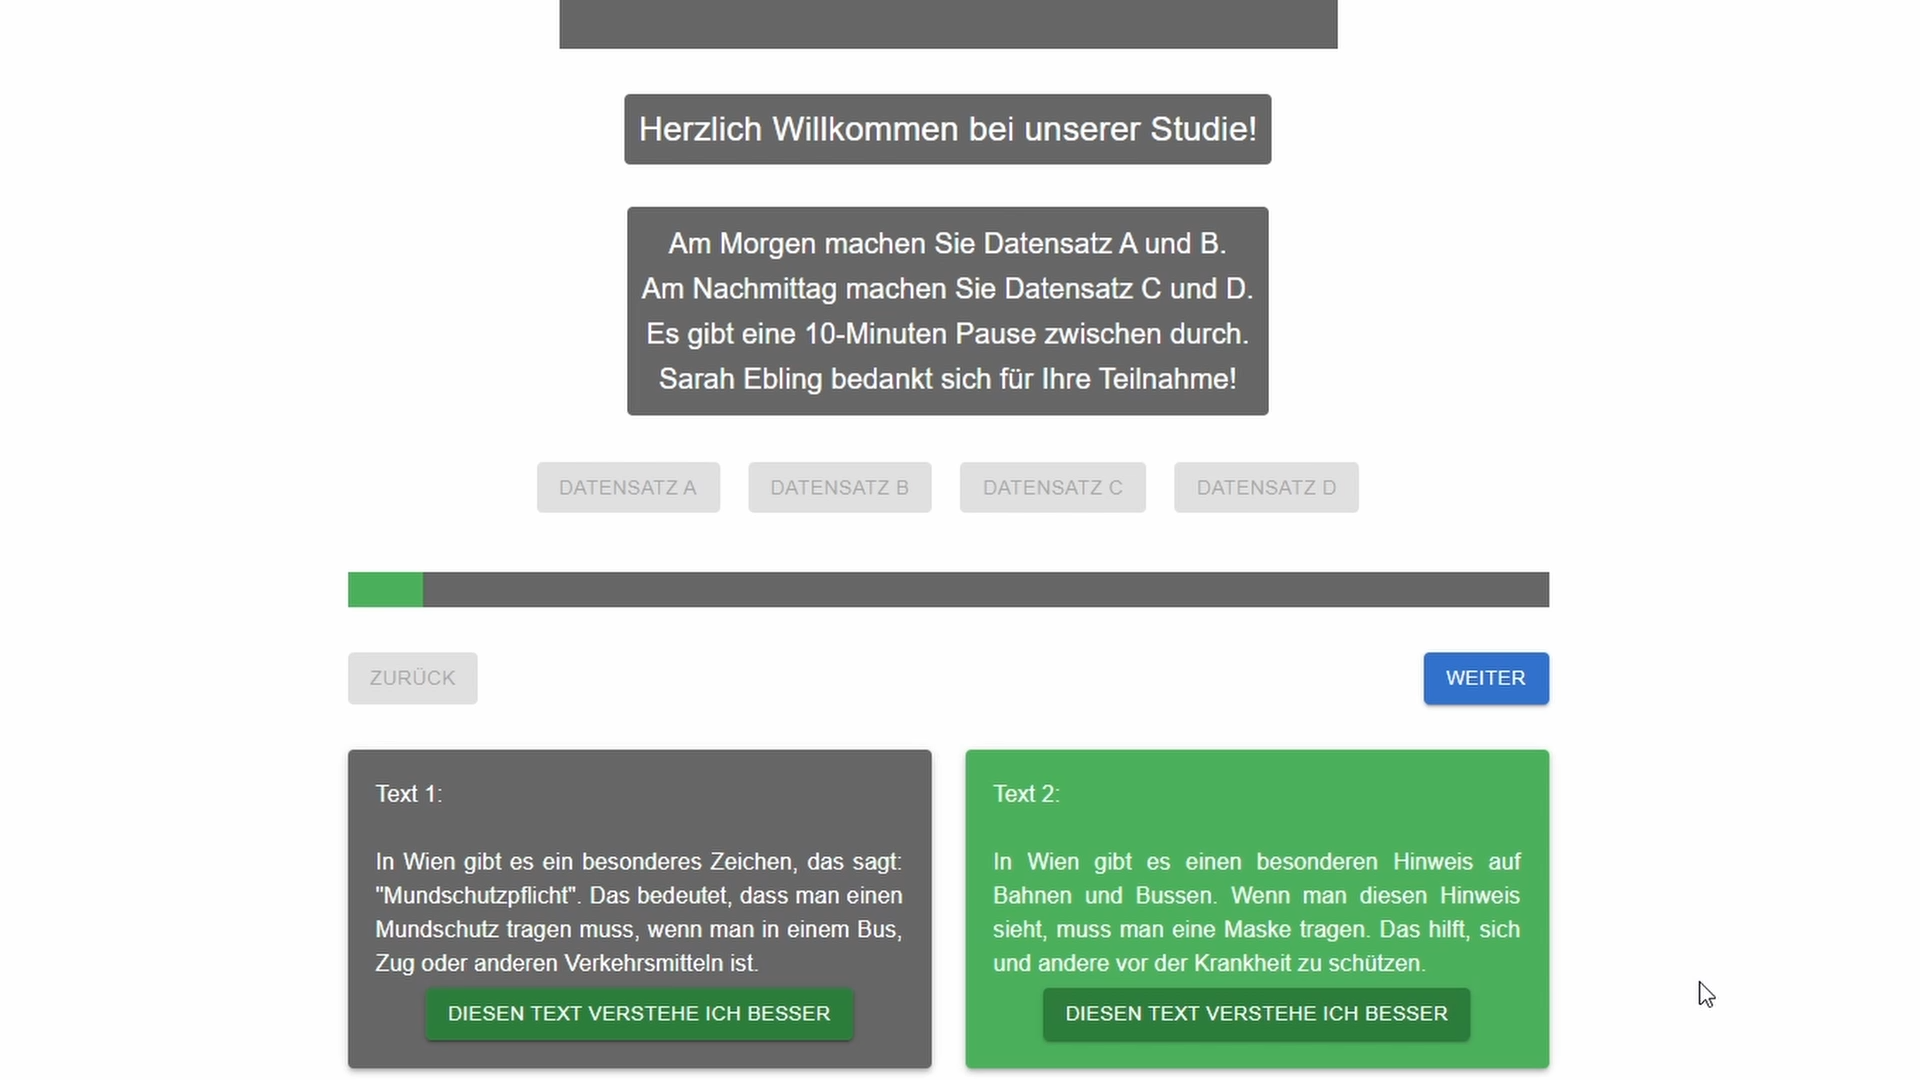 Herzlich Willkommen bei unserer Studie!
Am Morgen machen Sie Datensatz A und B.
Am Nachmittag machen Sie Datensatz C und D.
Es gibt eine 10-Minuten Pause zwischen durch.
Sarah Ebling bedankt sich für Ihre Teilnahme!
DATENSATZ A
DATENSATZ B
DATENSATZ C
DATENSATZ D
ZURÜCK
WEITER
Text 1:
In Wien gibt es ein besonderes Zeichen, das sagt:
"Mundschutzpflicht". Das bedeutet, dass man einen
Mundschutz tragen muss, wenn man in einem Bus,
Zug oder anderen Verkehrsmitteln ist.
DIESEN TEXT VERSTEHE ICH BESSER
Text 2:
In Wien gibt es einen besonderen Hinweis auf
Bahnen und Bussen. Wenn man diesen Hinweis
sieht, muss man eine Maske tragen. Das hilft, sich
und andere vor der Krankheit zu schützen.
DIESEN TEXT VERSTEHE ICH BESSER